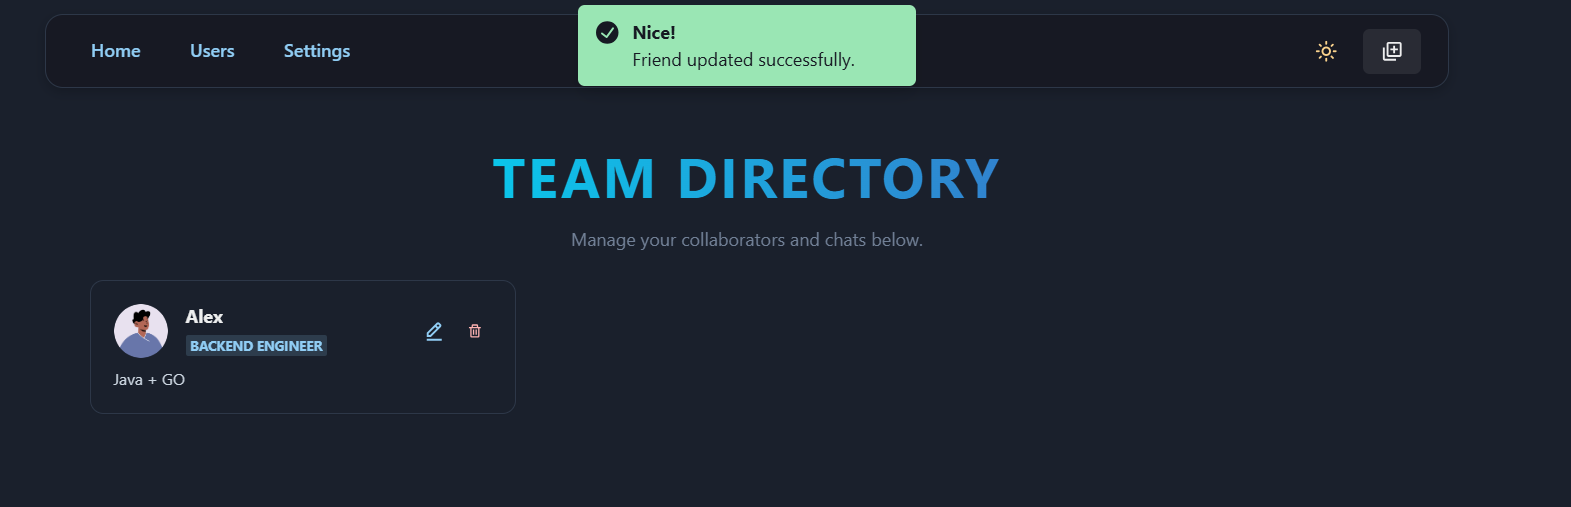 Home Users Settings
Nice!
Friend updated successfully.
TEAM DIRECTORY
Manage your collaborators and chats below.
Alex
BACKEND ENGINEER
Java + GO